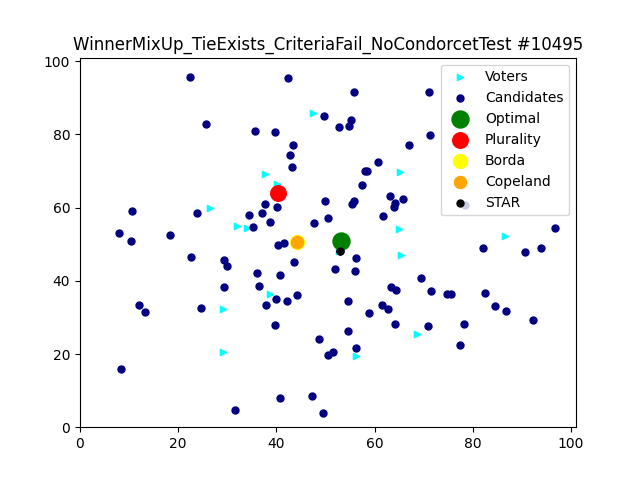 WinnerMixUp_TieExists_CriteriaFail_NoCondorcetTest #10495
100
80
60
40
20
0
0 20 40 60 80 100
Voters
Candidates
Optimal
Plurality
Borda
Copeland
STAR